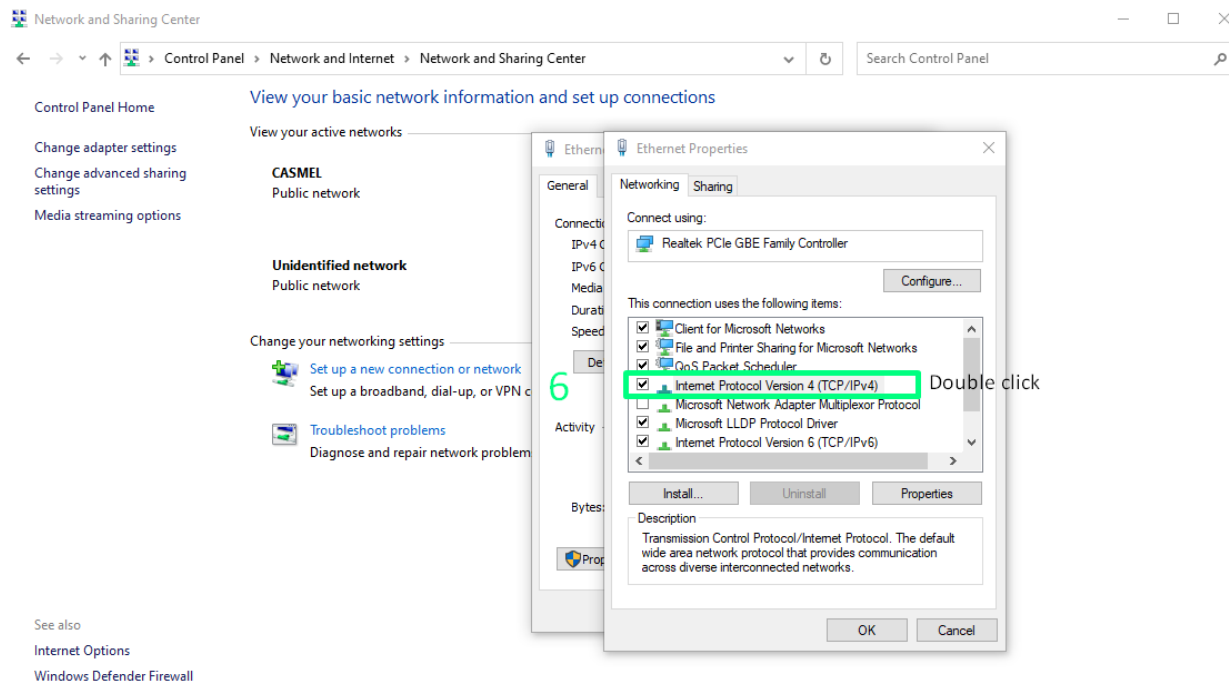 Network and Sharing Center
Control Panel > Network and Internet > Network and Sharing Center
Search Control Panel
Control Panel Home
Change adapter settings
Change advanced sharing
settings
Media streaming options
See also
Internet Options
Windows Defender Firewall
View your basic network information and set up connections
View your active networks
CASMEL
Public network
Unidentified network
Public network
Change your networking settings
Set up a new connection or network
Set up a broadband, dial-up, or VPN c
Troubleshoot problems
Diagnose and repair network problem
Ethern
General
Connectio
IPv4 C
IPv6 C
Media
Durati
Speed
De
6
Activity
Bytes:
Prop
Ethernet Properties
Networking
Sharing
Connect using:
Realtek PCIe GBE Family Controller
Configure...
This connection uses the following items:
Client for Microsoft Networks
File and Printer Sharing for Microsoft Networks
QoS Packet Scheduler
Internet Protocol Version 4 (TCP/IPv4)
Double click
Microsoft Network Adapter Multiplexor Protocol
Microsoft LLDP Protocol Driver
Internet Protocol Version 6 (TCP/IPv6)
Install...
Uninstall
Properties
Description
Transmission Control Protocol/Internet Protocol. The default
wide area network protocol that provides communication
across diverse interconnected networks.
OK
Cancel